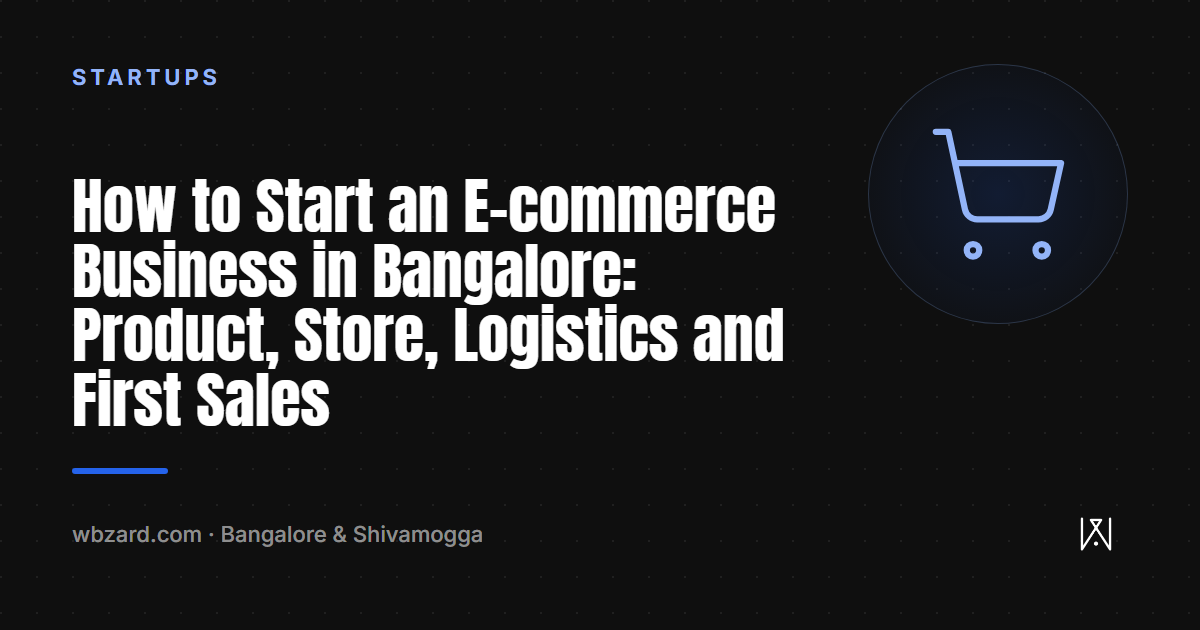 STARTUPS
How to Start an E-commerce
Business in Bangalore:
Product, Store, Logistics and
First Sales
wbzard.com · Bangalore & Shivamogga